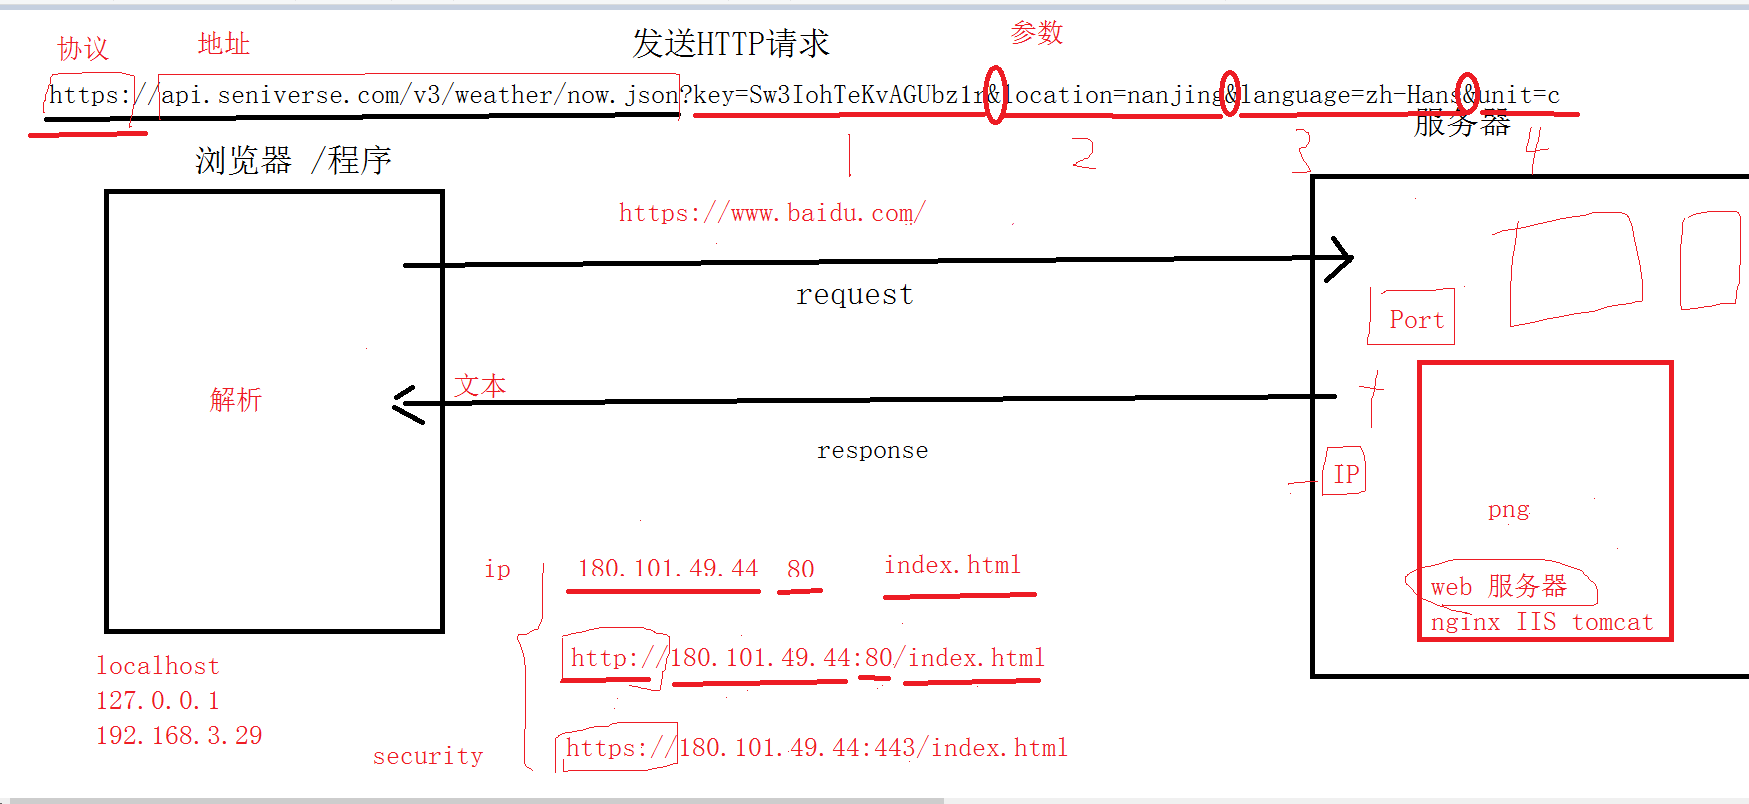 协议
地址
发送HTTP请求
参数
https://api.seniverse.com/v3/weather/now.json?key=Sw3IohTeKvAGUbz1r&location=nanjing&language=zh-Hans&unit=c
服务器
浏览器 /程序
1 2 3 4
https://www.baidu.com/
request
Port
文本
解析
response
IP
png
ip 180.101.49.44 80 index.html
web 服务器
nginx IIS tomcat
http://180.101.49.44:80/index.html
localhost
127.0.0.1
192.168.3.29
security https://180.101.49.44:443/index.html